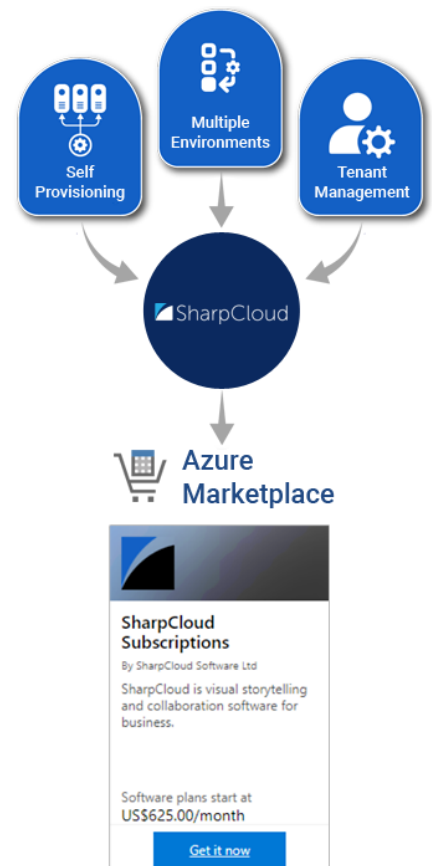 Multiple
Environments
Self
Provisioning
Tenant
Management
SharpCloud
Azure
Marketplace
SharpCloud
Subscriptions
By SharpCloud Software Ltd
SharpCloud is visual storytelling
and collaboration software for
business.
Software plans start at
US$625.00/month
Get it now